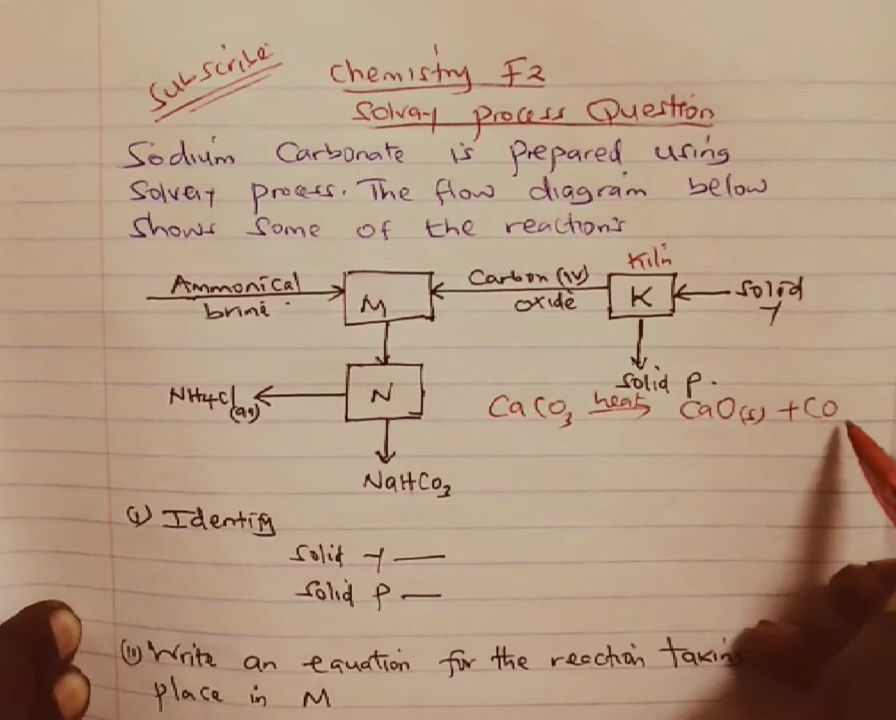 Subscribe
Chemistry F2
Solvay process Question
Sodium Carbonate is prepared using
Solvay process. The flow diagram below
shows some of the reactions
Kiln
Ammonical
brine
M
Carbon (iv)
oxide
K
solid
Y
solid P.
NH4Cl(aq)
N
CaCO3 heat CaO(s) + CO
NaHCO3
(i) Identify
Solid Y —
Solid P —
(ii) Write an equation for the reaction takin
place in M